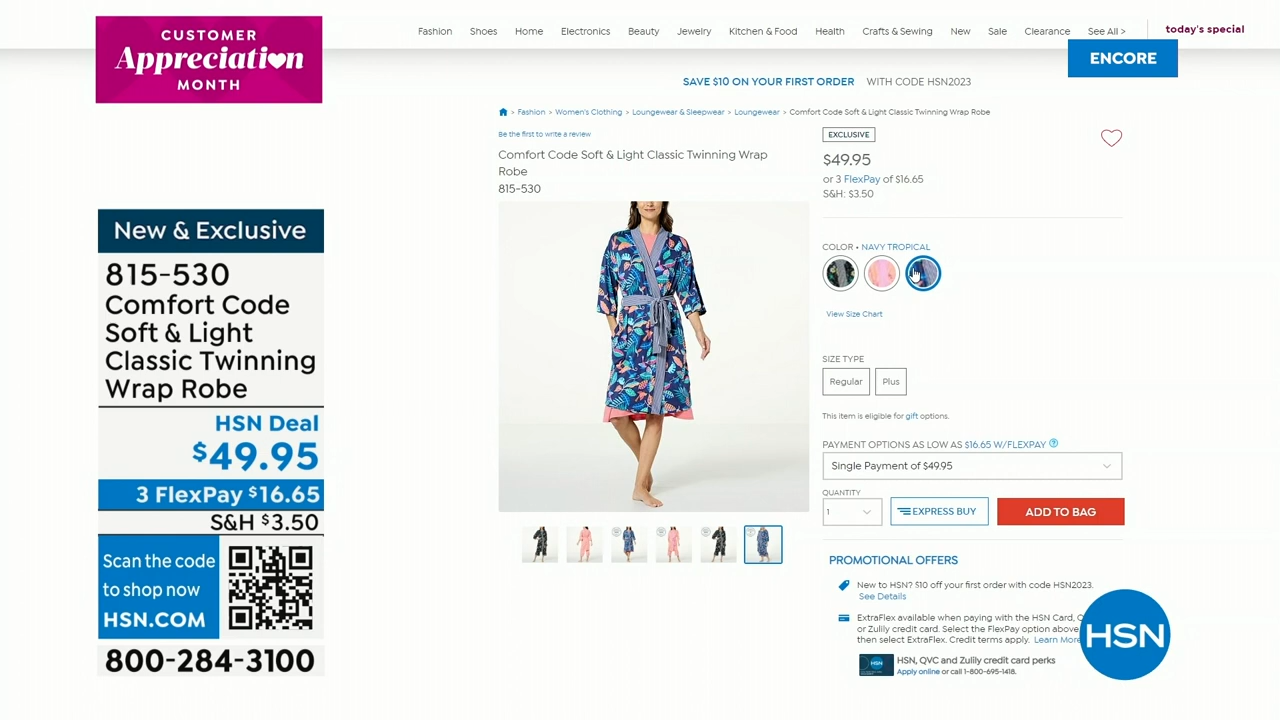 CUSTOMER
Appreciation
MONTH
Fashion Shoes Home Electronics Beauty Jewelry Kitchen & Food Health Crafts & Sewing New Sale Clearance See All > today's special
ENCORE
SAVE $10 ON YOUR FIRST ORDER WITH CODE HSN2023
> Fashion > Women's Clothing > Loungewear & Sleepwear > Loungewear > Comfort Code Soft & Light Classic Twinning Wrap Robe
Be the first to write a review
Comfort Code Soft & Light Classic Twinning Wrap
Robe
815-530
EXCLUSIVE
$49.95
or 3 FlexPay of $16.65
S&H: $3.50
COLOR • NAVY TROPICAL
View Size Chart
SIZE TYPE
Regular Plus
This item is eligible for gift options.
PAYMENT OPTIONS AS LOW AS $16.65 W/FLEXPAY ?
Single Payment of $49.95
QUANTITY
1
EXPRESS BUY
ADD TO BAG
PROMOTIONAL OFFERS
New to HSN? $10 off your first order with code HSN2023.
See Details
ExtraFlex available when paying with the HSN Card, Q
or Zulily credit card. Select the FlexPay option above
then select ExtraFlex. Credit terms apply. Learn More
HSN
HSN, QVC and Zulily credit card perks
Apply online or call 1-800-695-1418.
HSN
New & Exclusive
815-530
Comfort Code
Soft & Light
Classic Twinning
Wrap Robe
HSN Deal
$49.95
3 FlexPay $16.65
S&H $3.50
Scan the code
to shop now
HSN.COM
800-284-3100